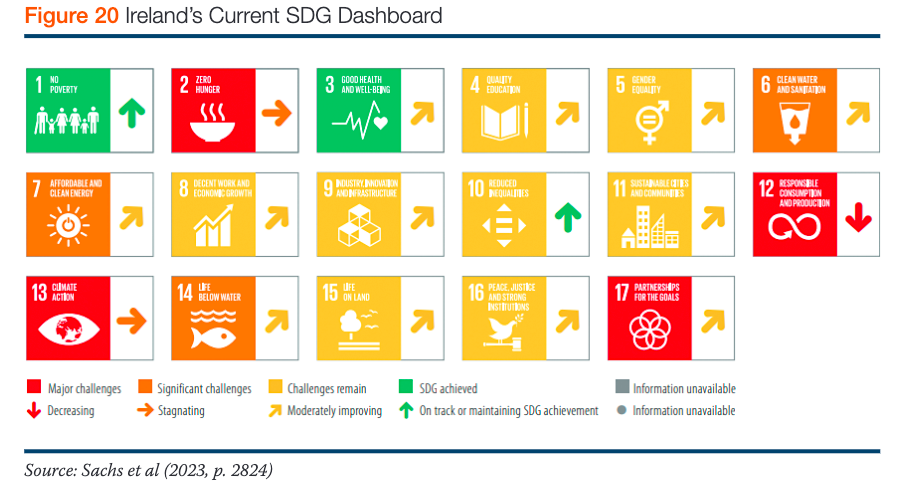 Figure 20 Ireland's Current SDG Dashboard
1 NO
POVERTY
2 ZERO
HUNGER
3 GOOD HEALTH
AND WELL-BEING
4 QUALITY
EDUCATION
5 GENDER
EQUALITY
6 CLEAN WATER
AND SANITATION
7 AFFORDABLE AND
CLEAN ENERGY
8 DECENT WORK AND
ECONOMIC GROWTH
9 INDUSTRY, INNOVATION
AND INFRASTRUCTURE
10 REDUCED
INEQUALITIES
11 SUSTAINABLE CITIES
AND COMMUNITIES
12 RESPONSIBLE
CONSUMPTION
AND PRODUCTION
13 CLIMATE
ACTION
14 LIFE
BELOW WATER
15 LIFE
ON LAND
16 PEACE, JUSTICE
AND STRONG
INSTITUTIONS
17 PARTNERSHIPS
FOR THE GOALS
Major challenges Significant challenges Challenges remain SDG achieved Information unavailable
Decreasing Stagnating Moderately improving On track or maintaining SDG achievement Information unavailable
Source: Sachs et al (2023, p. 2824)